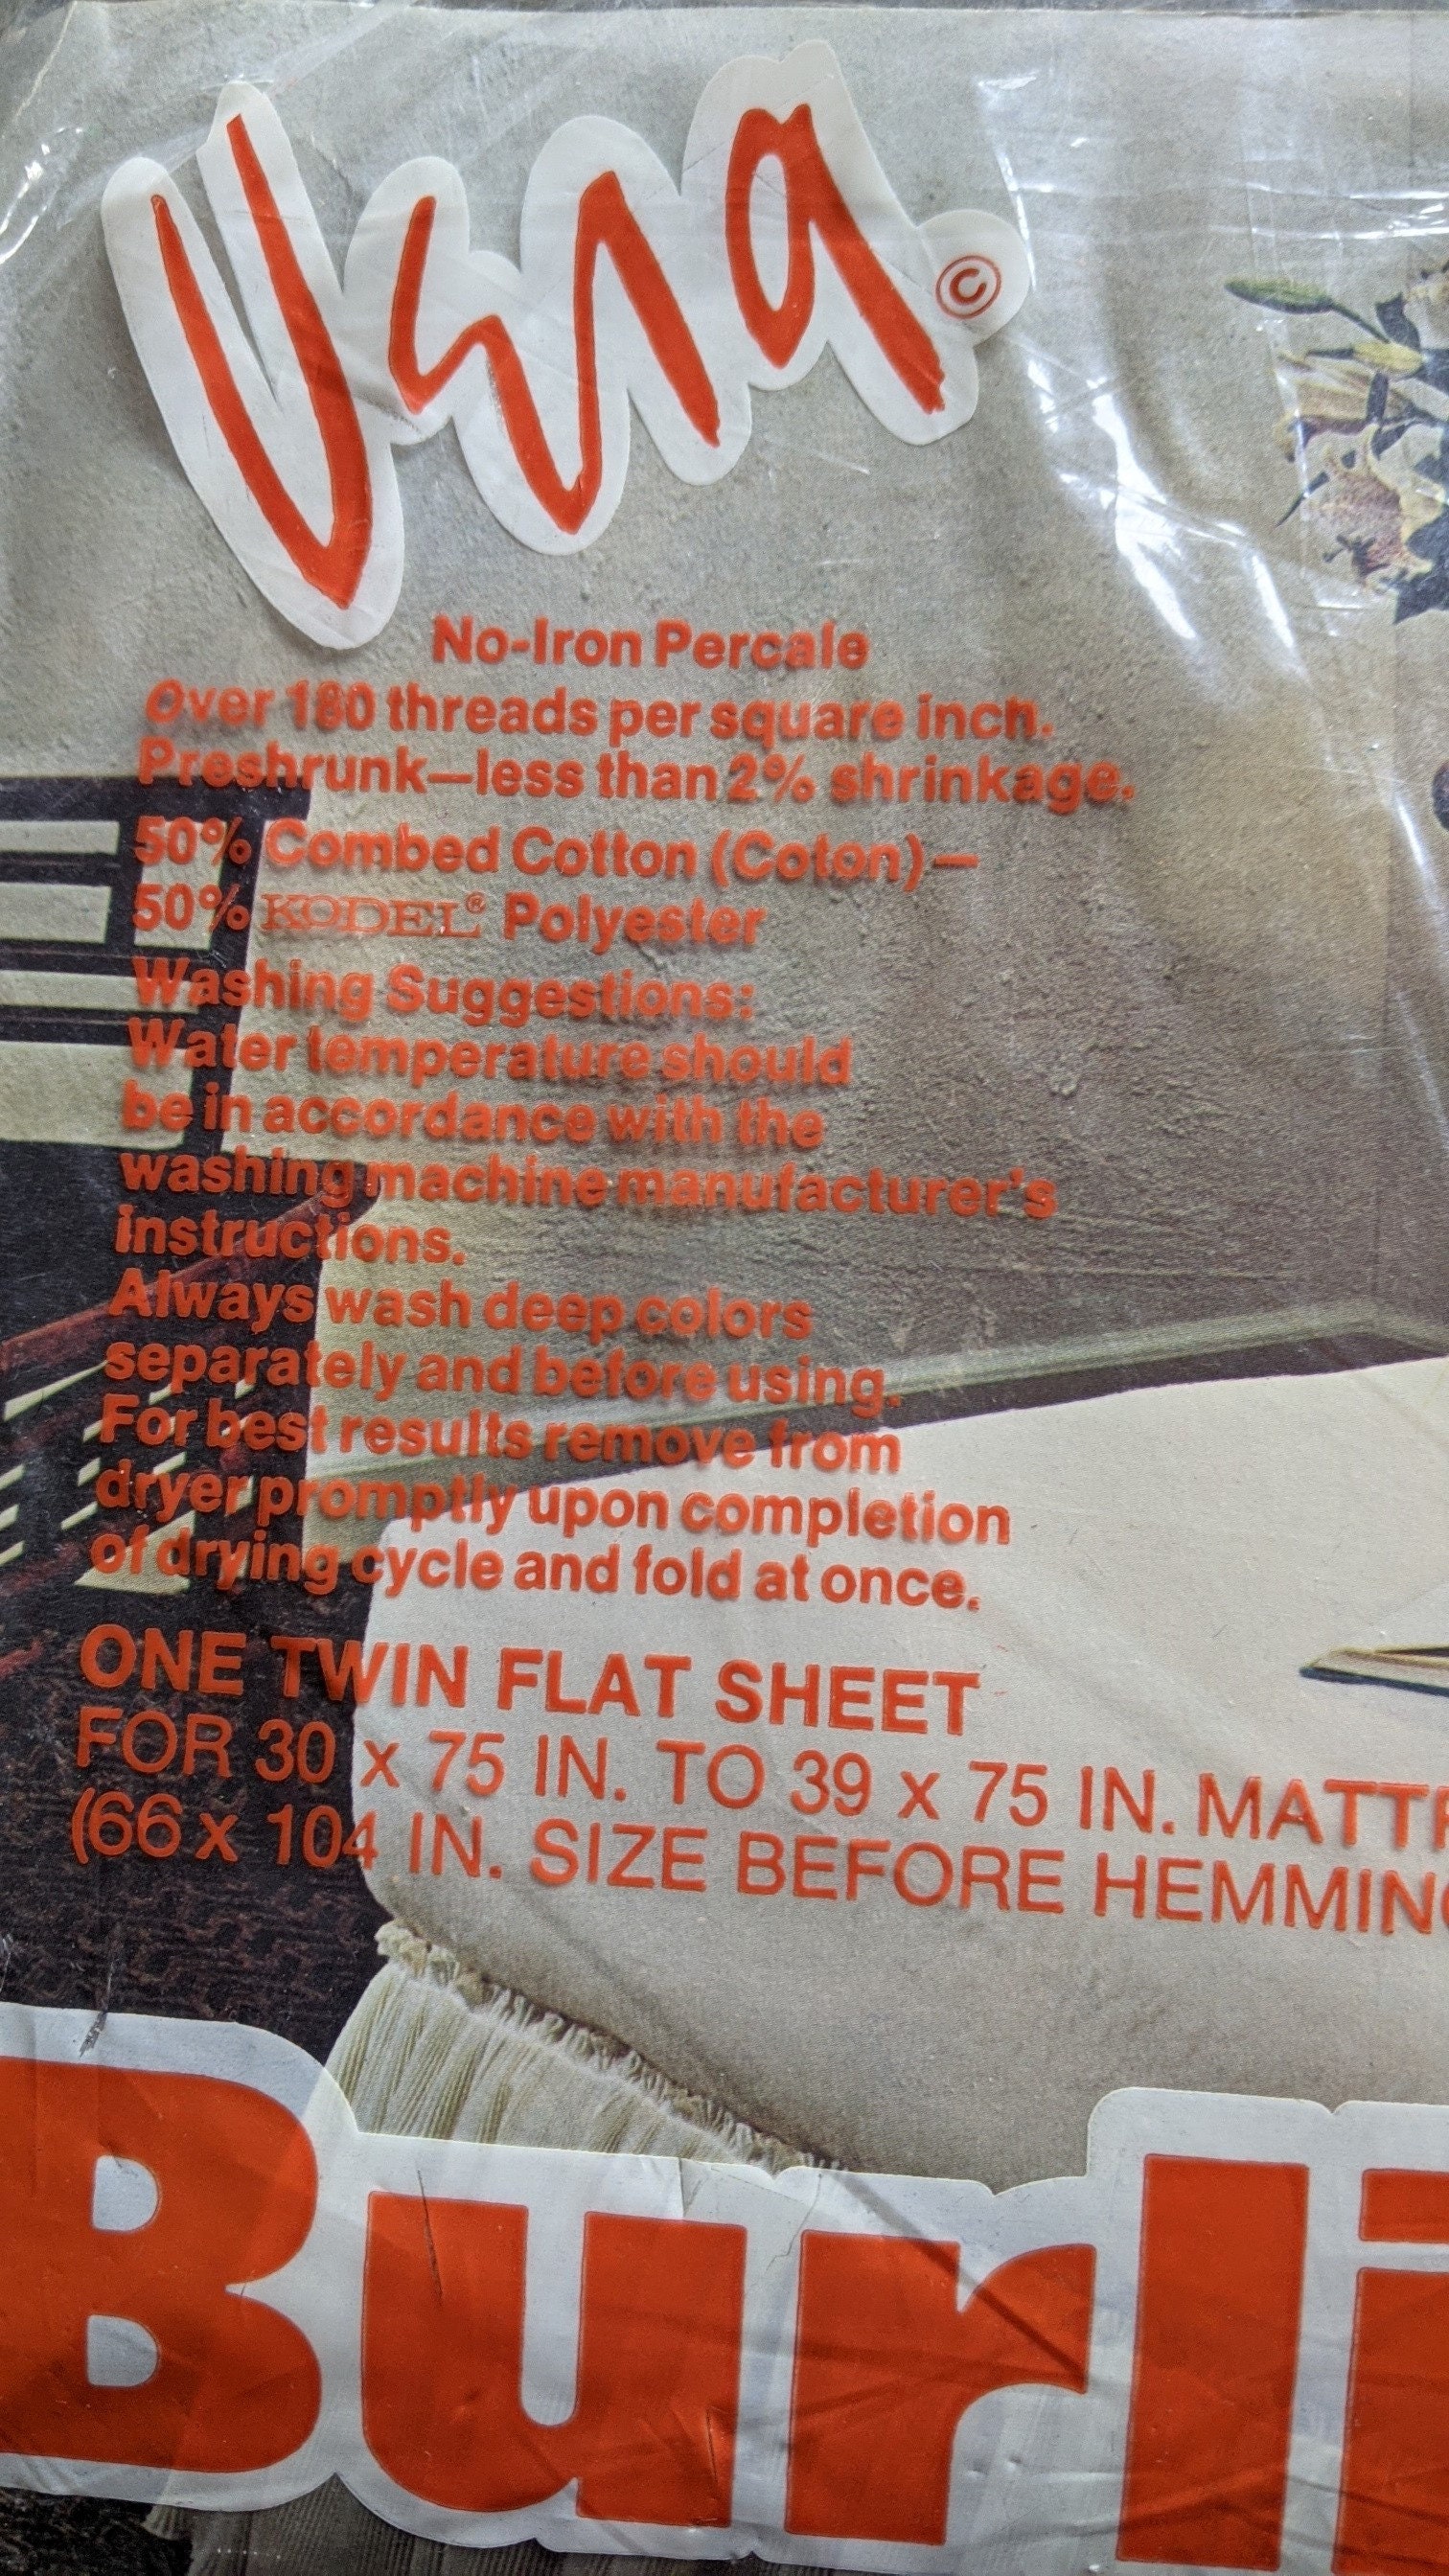 Vera ©
No-Iron Percale
Over 180 threads per square inch.
Preshrunk—less than 2% shrinkage.
50% Combed Cotton (Coton)—
50% KODEL® Polyester
Washing Suggestions:
Water temperature should
be in accordance with the
washing machine manufacturer's
instructions.
Always wash deep colors
separately and before using.
For best results remove from
dryer promptly upon completion
of drying cycle and fold at once.
ONE TWIN FLAT SHEET
FOR 30 x 75 IN. TO 39 x 75 IN. MATTR
(66 x 104 IN. SIZE BEFORE HEMMING
Burli